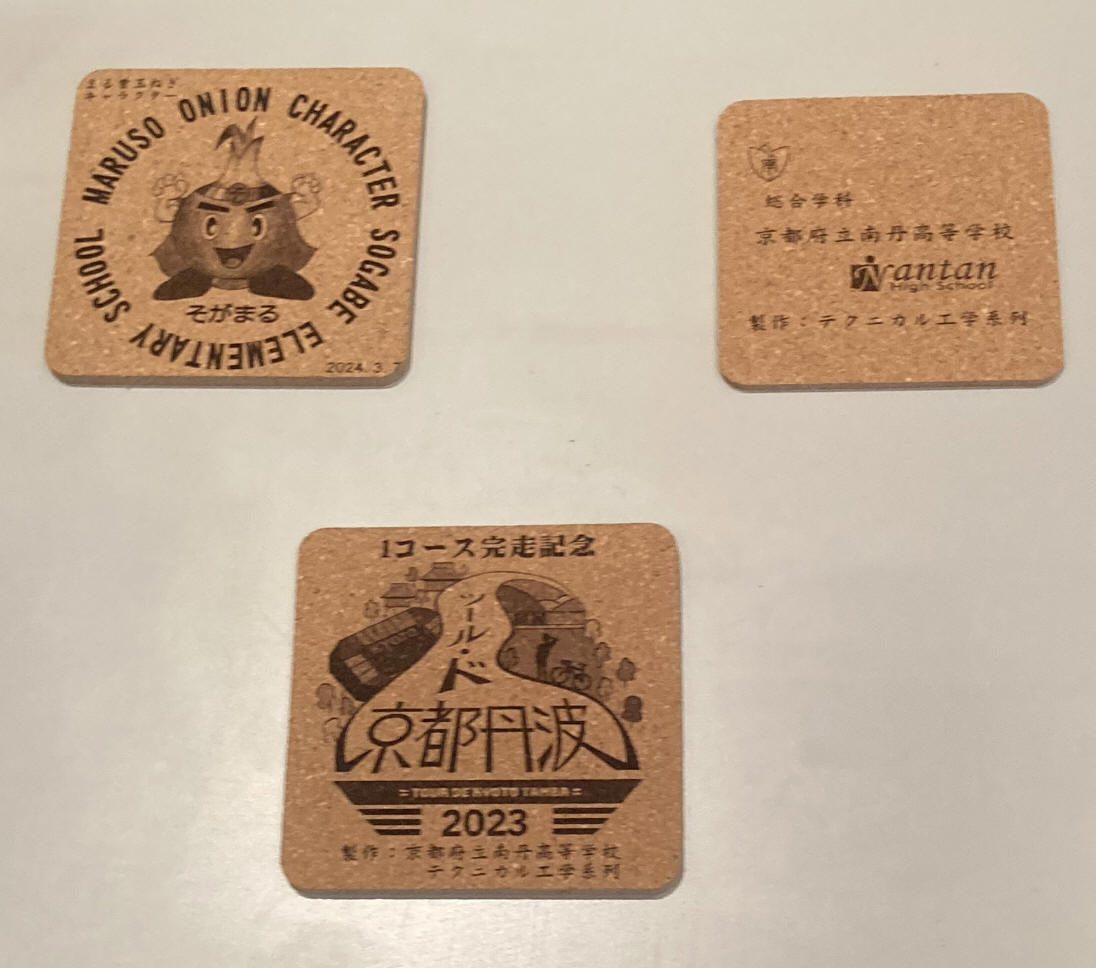 まる曽玉ねぎ
キャラクター
MARUSO ONION CHARACTER SOGABE ELEMENTARY SCHOOL
そがまる
2024.3.7
南
総合学科
京都府立南丹高等学校
Nantan
High School
製作:テクニカル工学系列
1コース完走記念
ツール・ド
京都丹波
= TOUR DE KYOTO TAMBA =
2023
製作:京都府立南丹高等学校
テクニカル工学系列